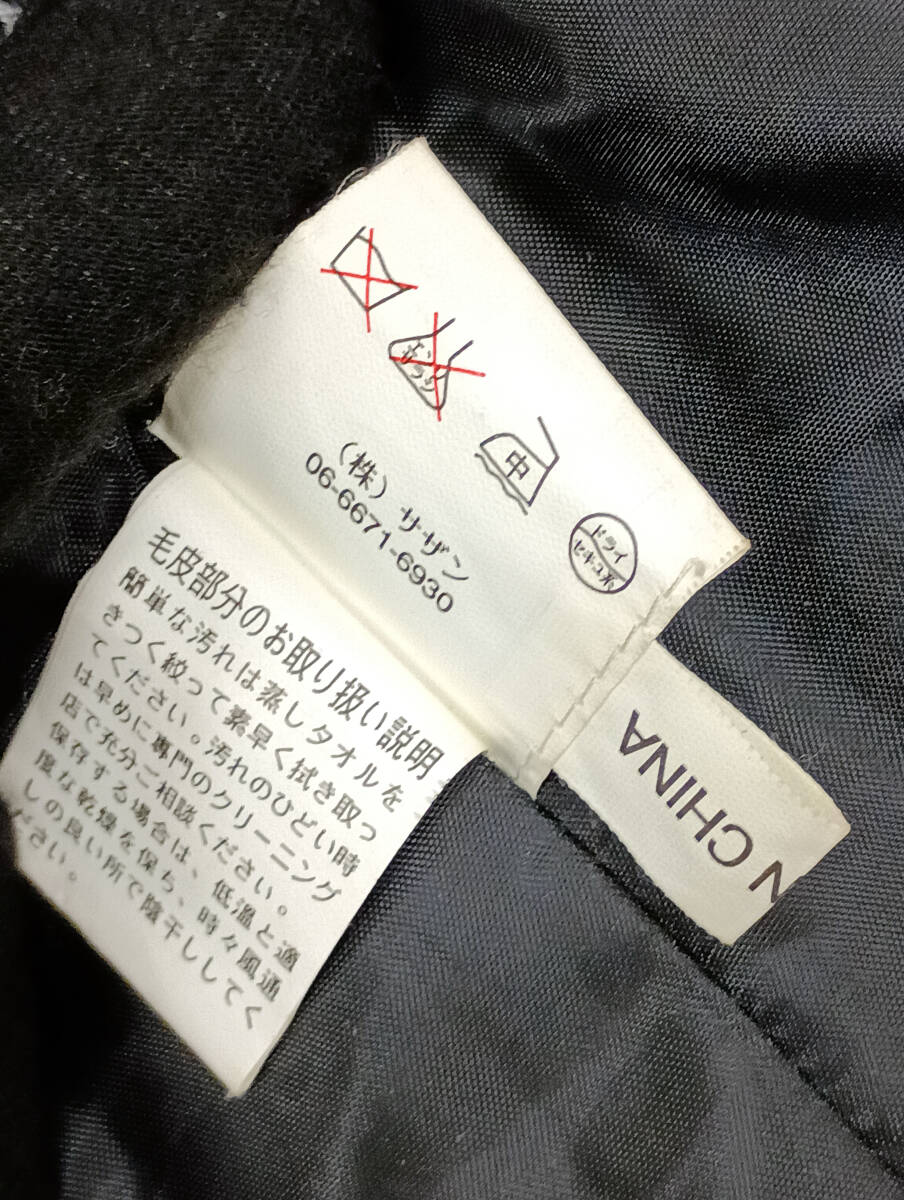 エンソ
サラシ
中
ドライ
セキユ系
(株) サザン
06-6671-6930
毛皮部分のお取り扱い説明
簡単な汚れは蒸しタオルを
きつく絞って素早く拭き取っ
てください。汚れのひどい時
は早めに専門のクリーニング
店で充分ご相談ください。
保存する場合は、低温と適
度な乾燥を保ち、時々風通
しの良い所で陰干ししてく
ださい。
N CHINA